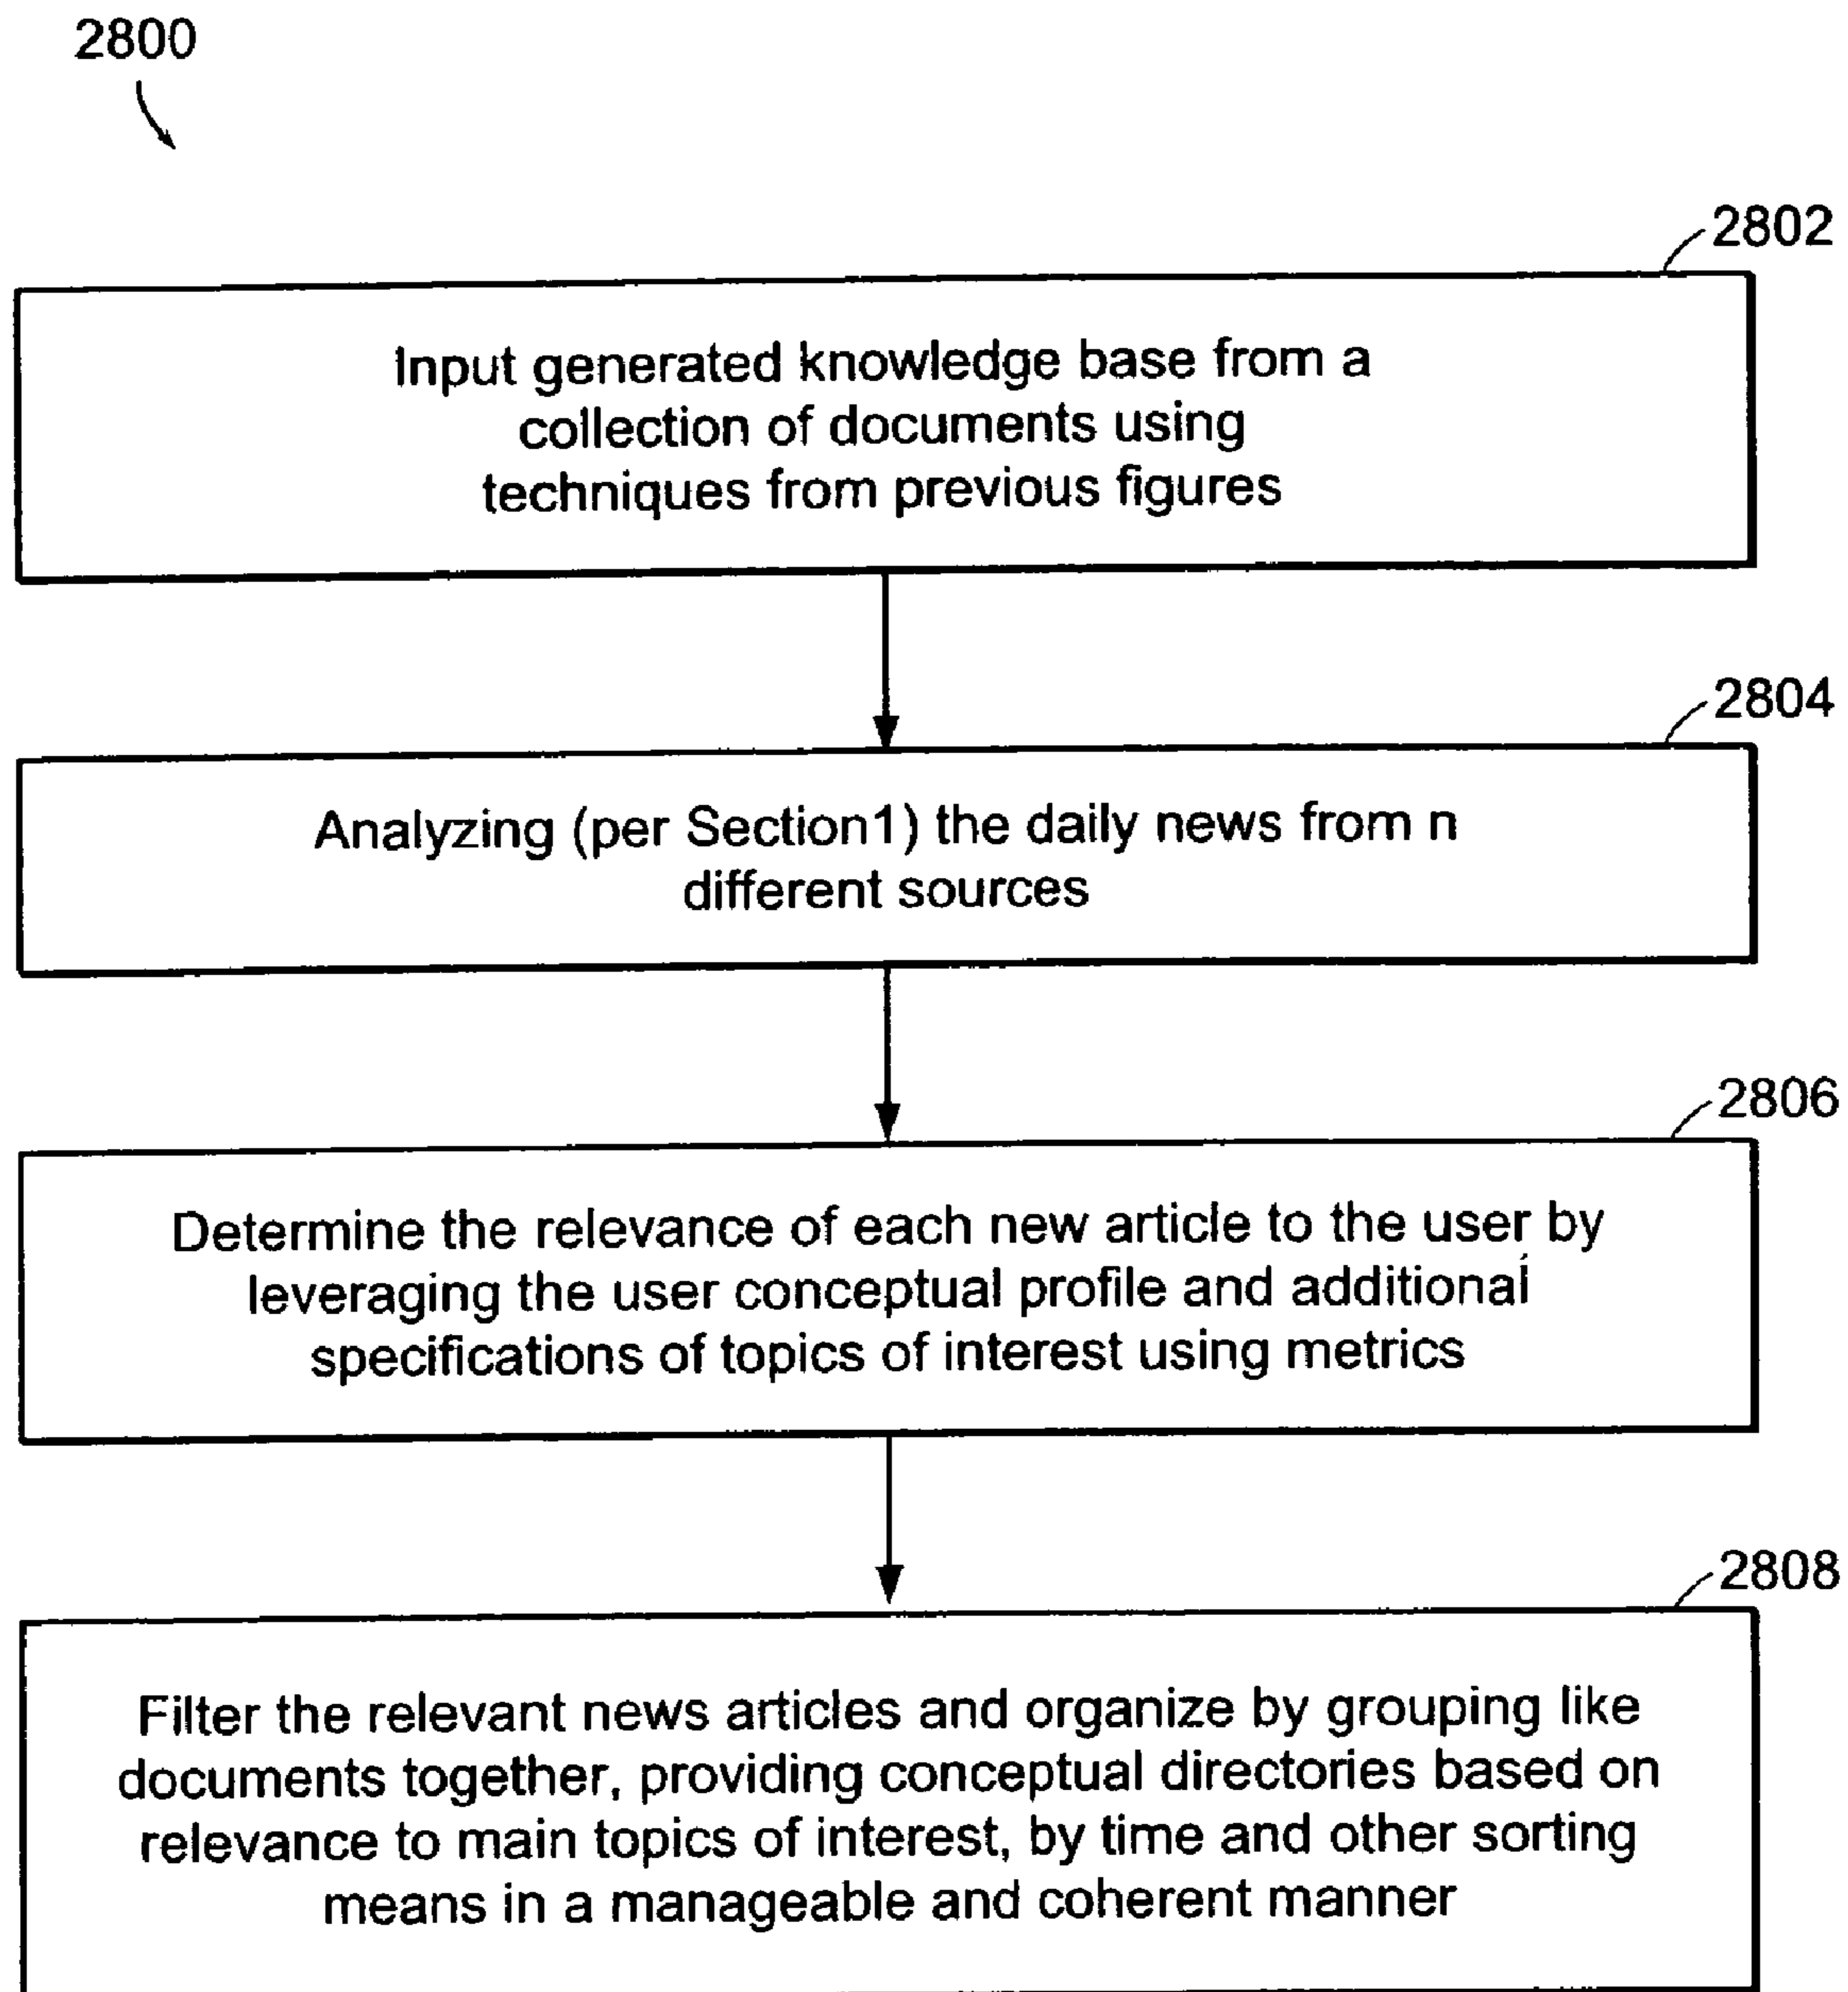 2800
2802
Input generated knowledge base from a
collection of documents using
techniques from previous figures
2804
Analyzing (per Section1) the daily news from n
different sources
2806
Determine the relevance of each new article to the user by
leveraging the user conceptual profile and additional
specifications of topics of interest using metrics
2808
Filter the relevant news articles and organize by grouping like
documents together, providing conceptual directories based on
relevance to main topics of interest, by time and other sorting
means in a manageable and coherent manner